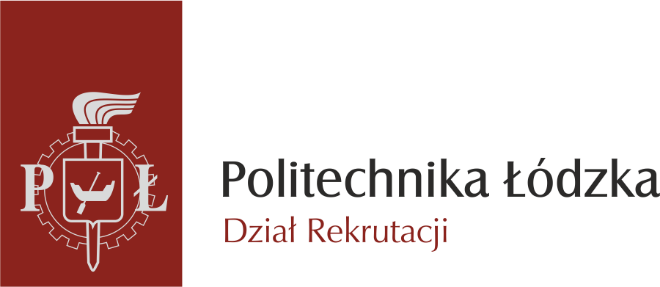 P Ł
Politechnika Łódzka
Dział Rekrutacji